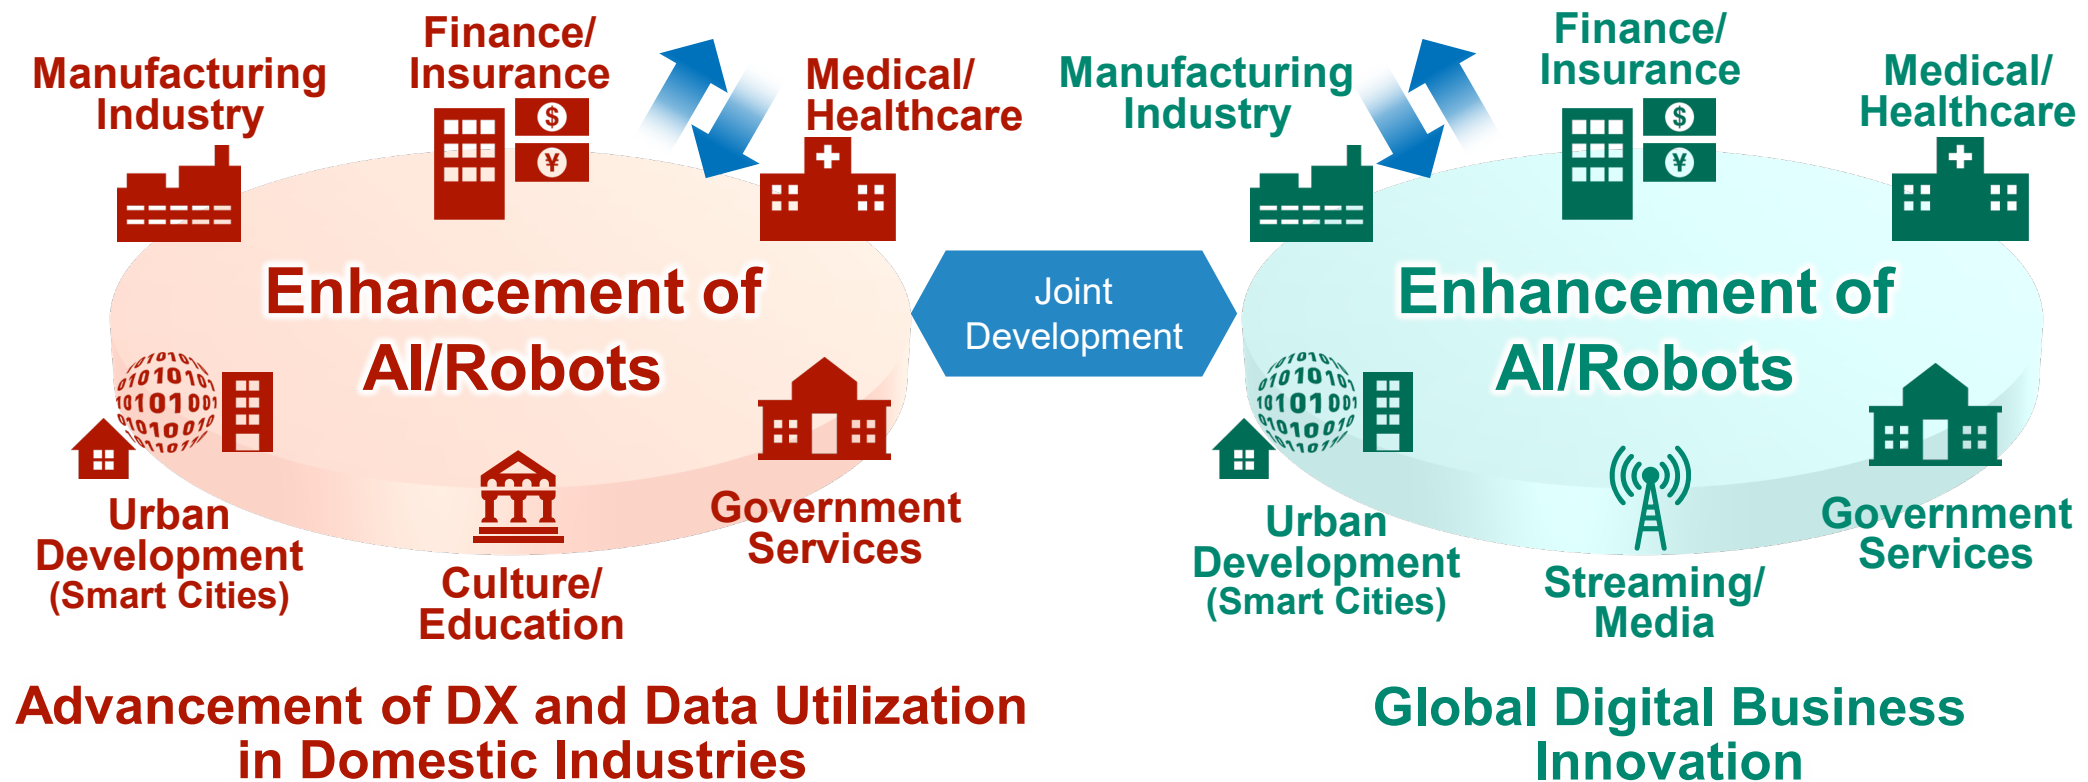 Manufacturing
Industry
Finance/
Insurance
$
¥
Medical/
Healthcare
Enhancement of
AI/Robots
Urban
Development
(Smart Cities)
Culture/
Education
Government
Services
Advancement of DX and Data Utilization
in Domestic Industries
Joint
Development
Manufacturing
Industry
Finance/
Insurance
$
¥
Medical/
Healthcare
Enhancement of
AI/Robots
Urban
Development
(Smart Cities)
Streaming/
Media
Government
Services
Global Digital Business
Innovation